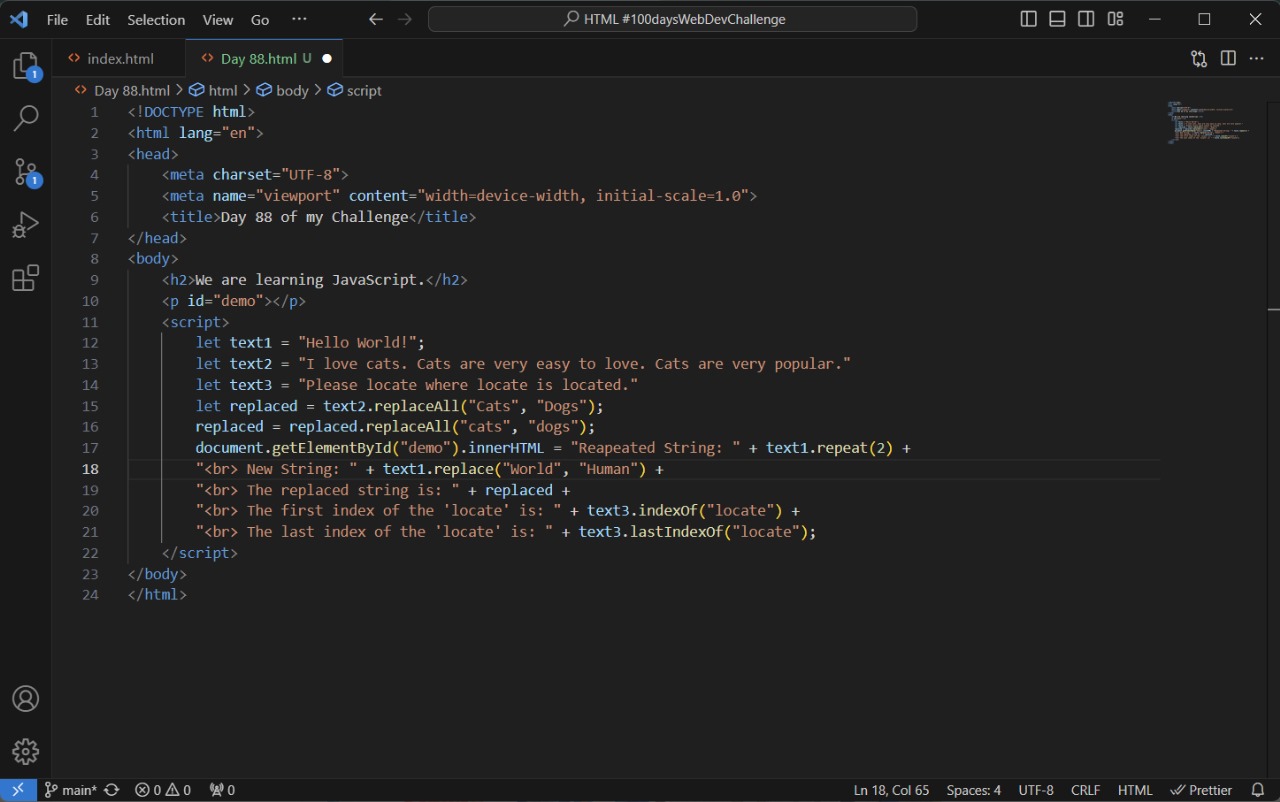 File Edit Selection View Go ··· HTML #100daysWebDevChallenge
index.html Day 88.html U
Day 88.html > html > body > script
1 <!DOCTYPE html>
2 <html lang="en">
3 <head>
4 <meta charset="UTF-8">
5 <meta name="viewport" content="width=device-width, initial-scale=1.0">
6 <title>Day 88 of my Challenge</title>
7 </head>
8 <body>
9 <h2>We are learning JavaScript.</h2>
10 <p id="demo"></p>
11 <script>
12 let text1 = "Hello World!";
13 let text2 = "I love cats. Cats are very easy to love. Cats are very popular."
14 let text3 = "Please locate where locate is located."
15 let replaced = text2.replaceAll("Cats", "Dogs");
16 replaced = replaced.replaceAll("cats", "dogs");
17 document.getElementById("demo").innerHTML = "Reapeated String: " + text1.repeat(2) +
18 "<br> New String: " + text1.replace("World", "Human") +
19 "<br> The replaced string is: " + replaced +
20 "<br> The first index of the 'locate' is: " + text3.indexOf("locate") +
21 "<br> The last index of the 'locate' is: " + text3.lastIndexOf("locate");
22 </script>
23 </body>
24 </html>
1
1
main* 0 0 0 Ln 18, Col 65 Spaces: 4 UTF-8 CRLF HTML Prettier